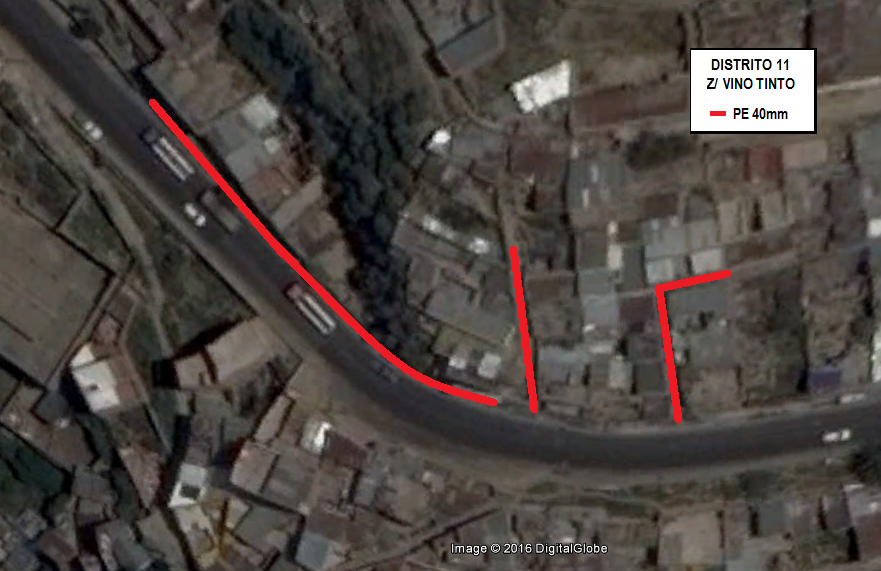 DISTRITO 11
Z/ VINO TINTO
PE 40mm
Image © 2016 DigitalGlobe